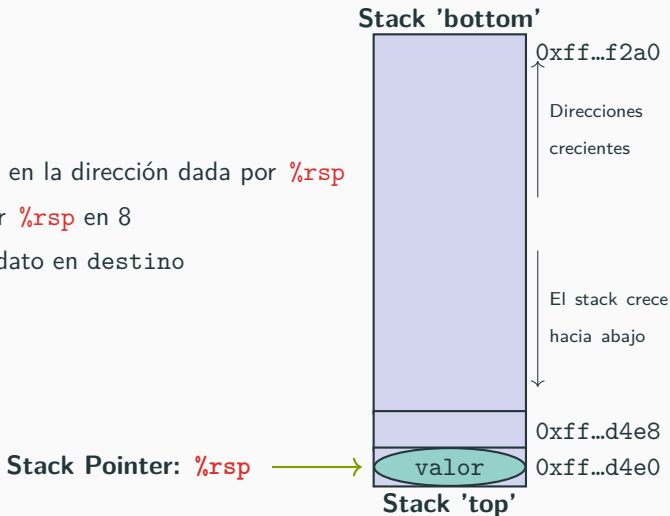 Stack 'bottom'
0xff…f2a0
Direcciones
crecientes
en la dirección dada por %rsp
%rsp en 8
dato en destino
El stack crece
hacia abajo
0xff…d4e8
Stack Pointer: %rsp
valor
0xff…d4e0
Stack 'top'